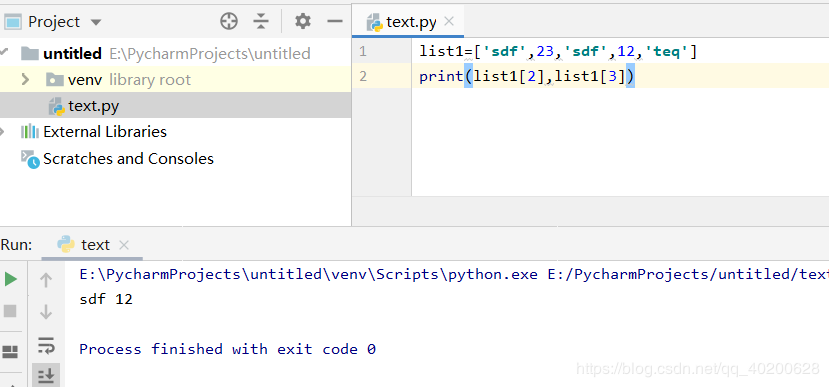 Project
text.py
untitled E:\PycharmProjects\untitled
venv library root
text.py
External Libraries
Scratches and Consoles
1 list1=['sdf',23,'sdf',12,'teq']
2 print(list1[2],list1[3])
Run: text
E:\PycharmProjects\untitled\venv\Scripts\python.exe E:/PycharmProjects/untitled/text
sdf 12
Process finished with exit code 0
https://blog.csdn.net/qq_40200628